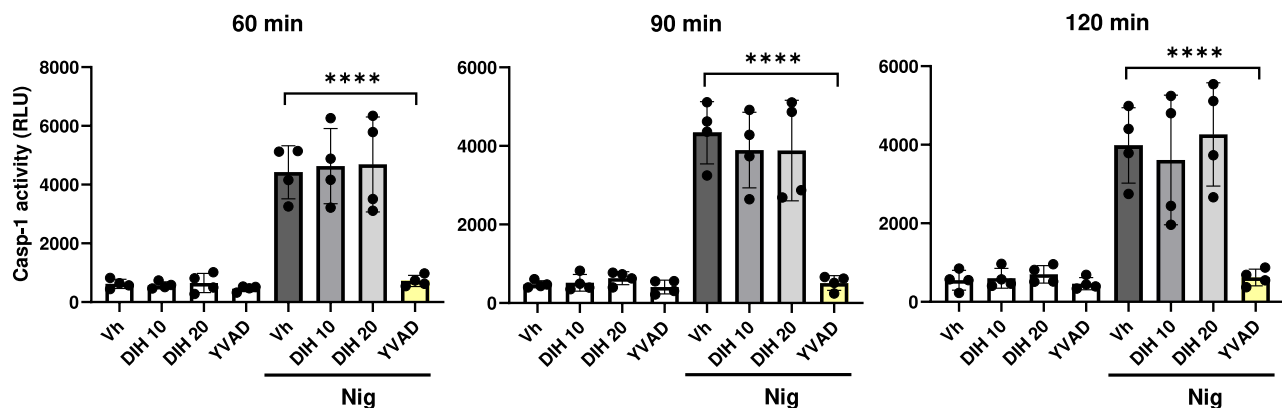 60 min
90 min
120 min
Casp-1 activity (RLU)
8000
6000
4000
2000
0
****
Vh
DIH 10
DIH 20
YVAD
Vh
DIH 10
DIH 20
YVAD
Nig
6000
4000
2000
0
****
Vh
DIH 10
DIH 20
YVAD
Vh
DIH 10
DIH 20
YVAD
Nig
6000
4000
2000
0
****
Vh
DIH 10
DIH 20
YVAD
Vh
DIH 10
DIH 20
YVAD
Nig